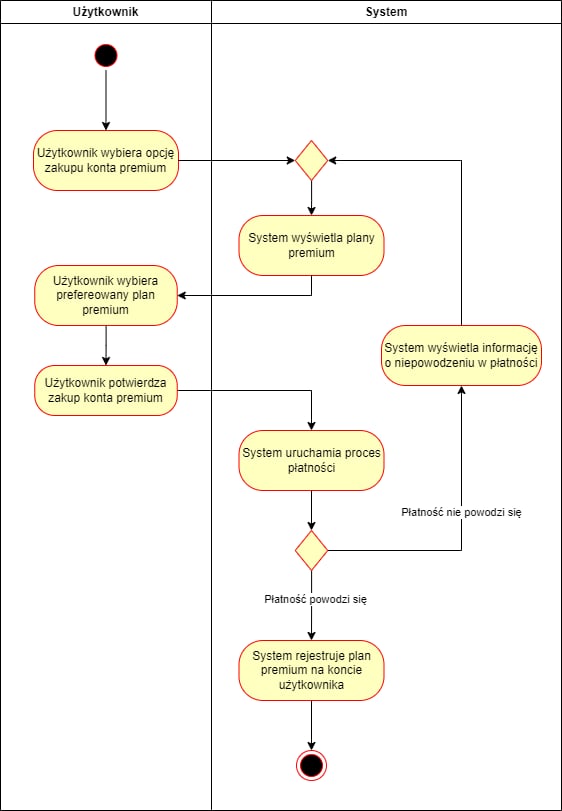 Użytkownik
System
Użytkownik wybiera opcję
zakupu konta premium
System wyświetla plany
premium
Użytkownik wybiera
prefereowany plan
premium
System wyświetla informację
o niepowodzeniu w płatności
Użytkownik potwierdza
zakup konta premium
System uruchamia proces
płatności
Płatność nie powodzi się
Płatność powodzi się
System rejestruje plan
premium na koncie
użytkownika